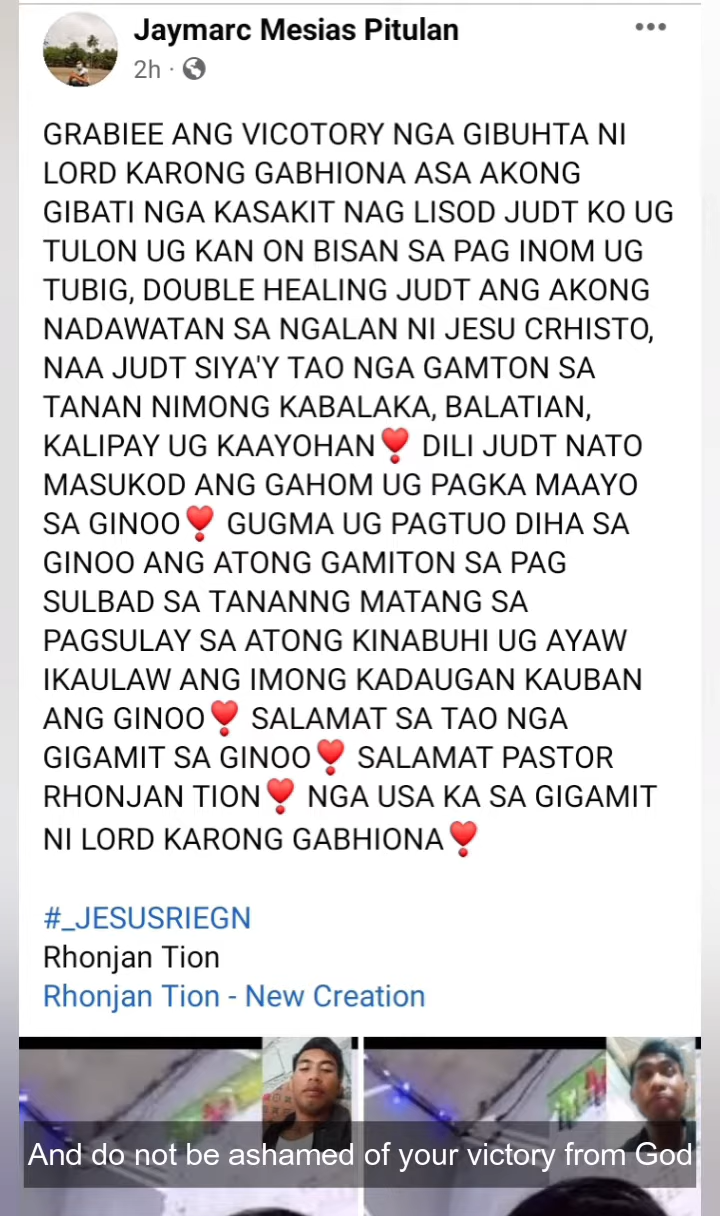 Jaymarc Mesias Pitulan
2h ·
GRABIEE ANG VICOTORY NGA GIBUHTA NI
LORD KARONG GABHIONA ASA AKONG
GIBATI NGA KASAKIT NAG LISOD JUDT KO UG
TULON UG KAN ON BISAN SA PAG INOM UG
TUBIG, DOUBLE HEALING JUDT ANG AKONG
NADAWATAN SA NGALAN NI JESU CRHISTO,
NAA JUDT SIYA'Y TAO NGA GAMTON SA
TANAN NIMONG KABALAKA, BALATIAN,
KALIPAY UG KAAYOHAN❣️ DILI JUDT NATO
MASUKOD ANG GAHOM UG PAGKA MAAYO
SA GINOO❣️ GUGMA UG PAGTUO DIHA SA
GINOO ANG ATONG GAMITON SA PAG
SULBAD SA TANANNG MATANG SA
PAGSULAY SA ATONG KINABUHI UG AYAW
IKAULAW ANG IMONG KADAUGAN KAUBAN
ANG GINOO❣️ SALAMAT SA TAO NGA
GIGAMIT SA GINOO❣️ SALAMAT PASTOR
RHONJAN TION❣️ NGA USA KA SA GIGAMIT
NI LORD KARONG GABHIONA❣️
#_JESUSRIEGN
Rhonjan Tion
Rhonjan Tion - New Creation
And do not be ashamed of your victory from God